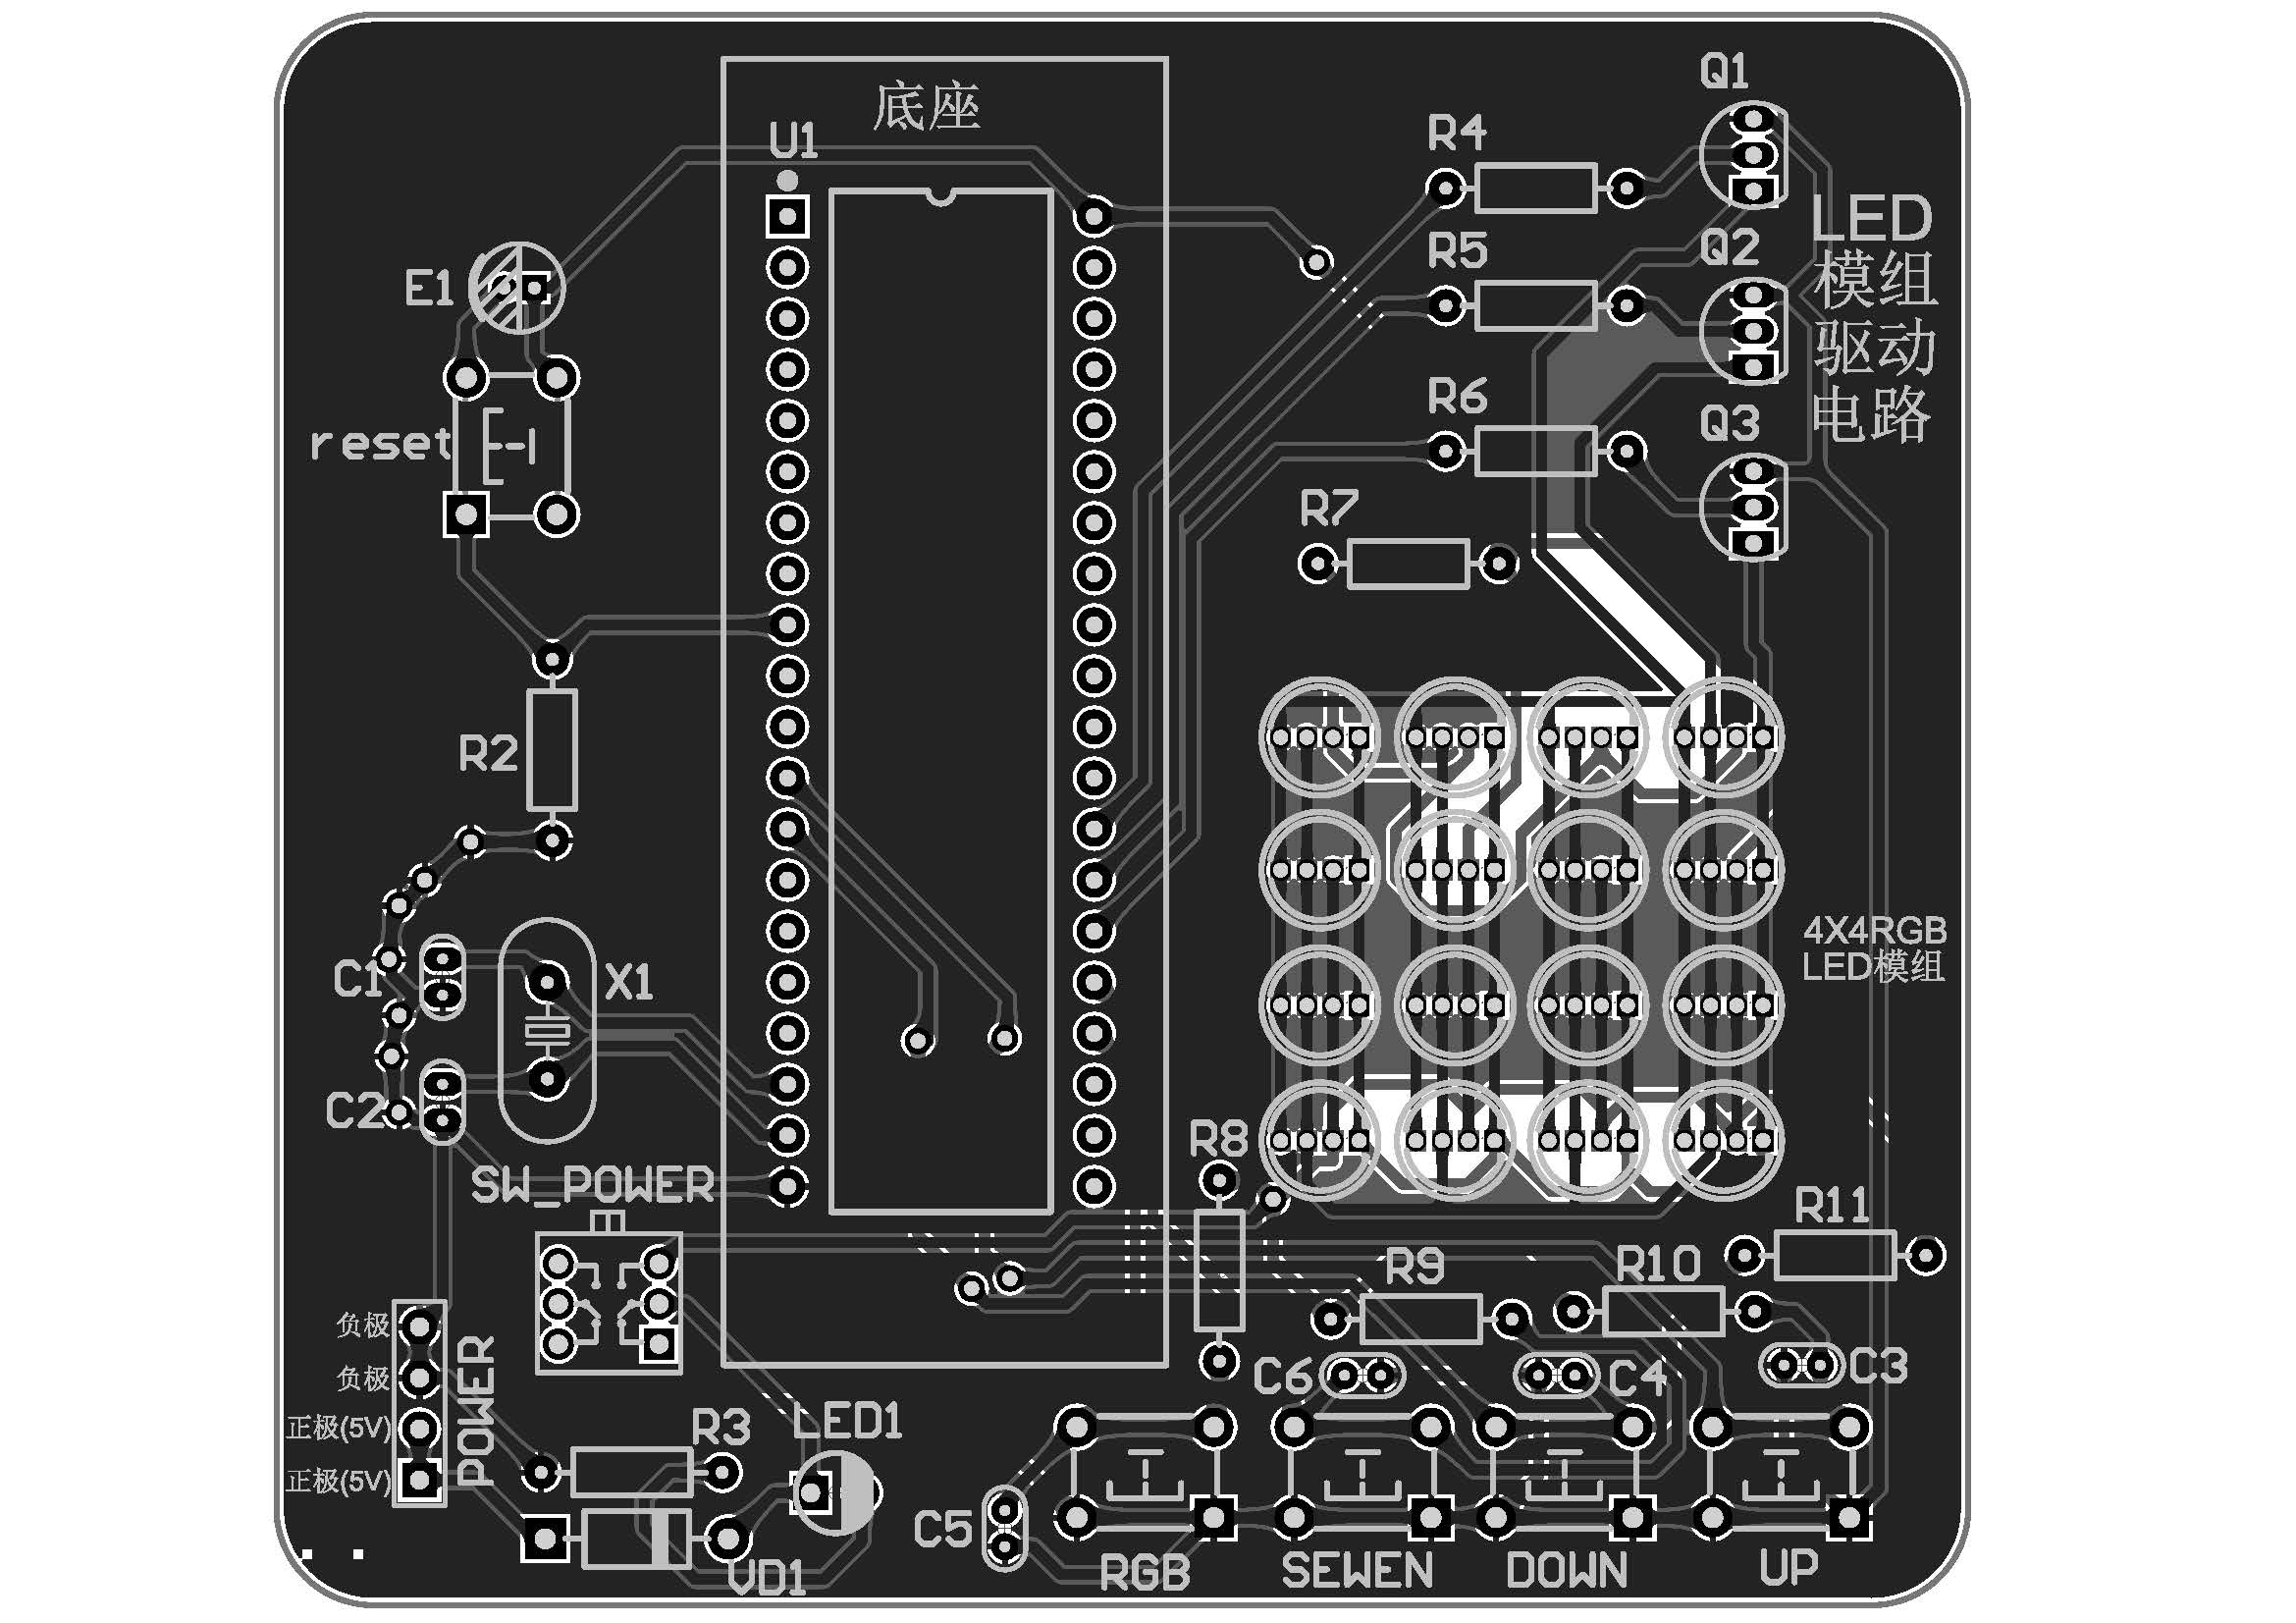 Q1
底座
U1
R4
LED
模组
驱动
电路
R5
Q2
E1
R6
Q3
reset
R7
R2
4X4RGB
LED模组
C1
X1
C2
R8
SW_POWER
R11
R9
R10
负极
负极
正极(5V)
正极(5V)
POWER
C6
C4
C3
R3
LED1
C5
VD1
RGB
SEWEN
DOWN
UP